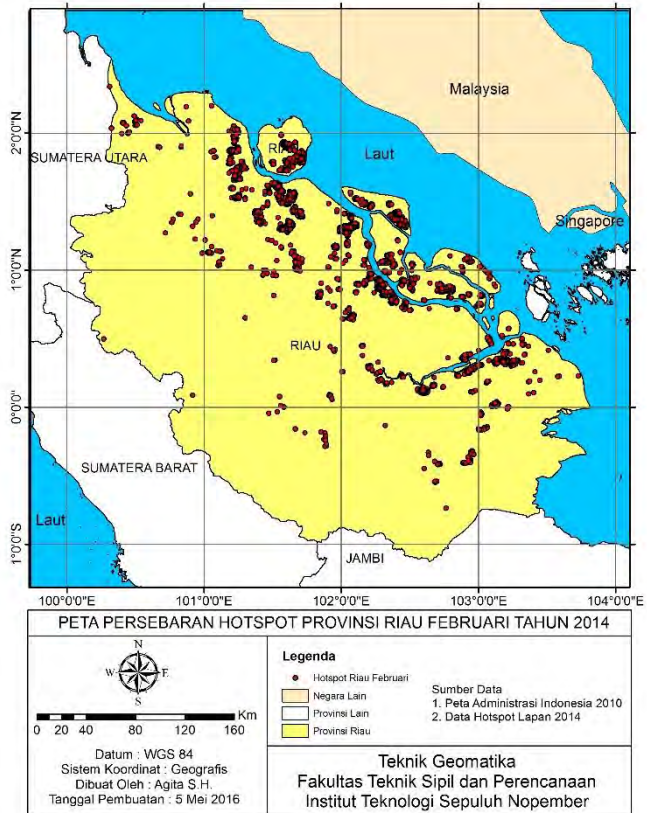 Malaysia
2°0'0"N
SUMATERA UTARA
RIAU
Laut
Singapore
1°0'0"N
RIAU
0°0'0"
SUMATERA BARAT
Laut
1°0'0"S
JAMBI
100°0'0"E
101°0'0"E
102°0'0"E
103°0'0"E
104°0'0"E
PETA PERSEBARAN HOTSPOT PROVINSI RIAU FEBRUARI TAHUN 2014
N
W
E
S
0 20 40 80 120 160 Km
Datum : WGS 84
Sistem Koordinat : Geografis
Dibuat Oleh : Agita S.H.
Tanggal Pembuatan : 5 Mei 2016
Legenda
Hotspot Riau Februari
Negara Lain
Provinsi Lain
Provinsi Riau
Sumber Data
1. Peta Administrasi Indonesia 2010
2. Data Hotspot Lapan 2014
Teknik Geomatika
Fakultas Teknik Sipil dan Perencanaan
Institut Teknologi Sepuluh Nopember